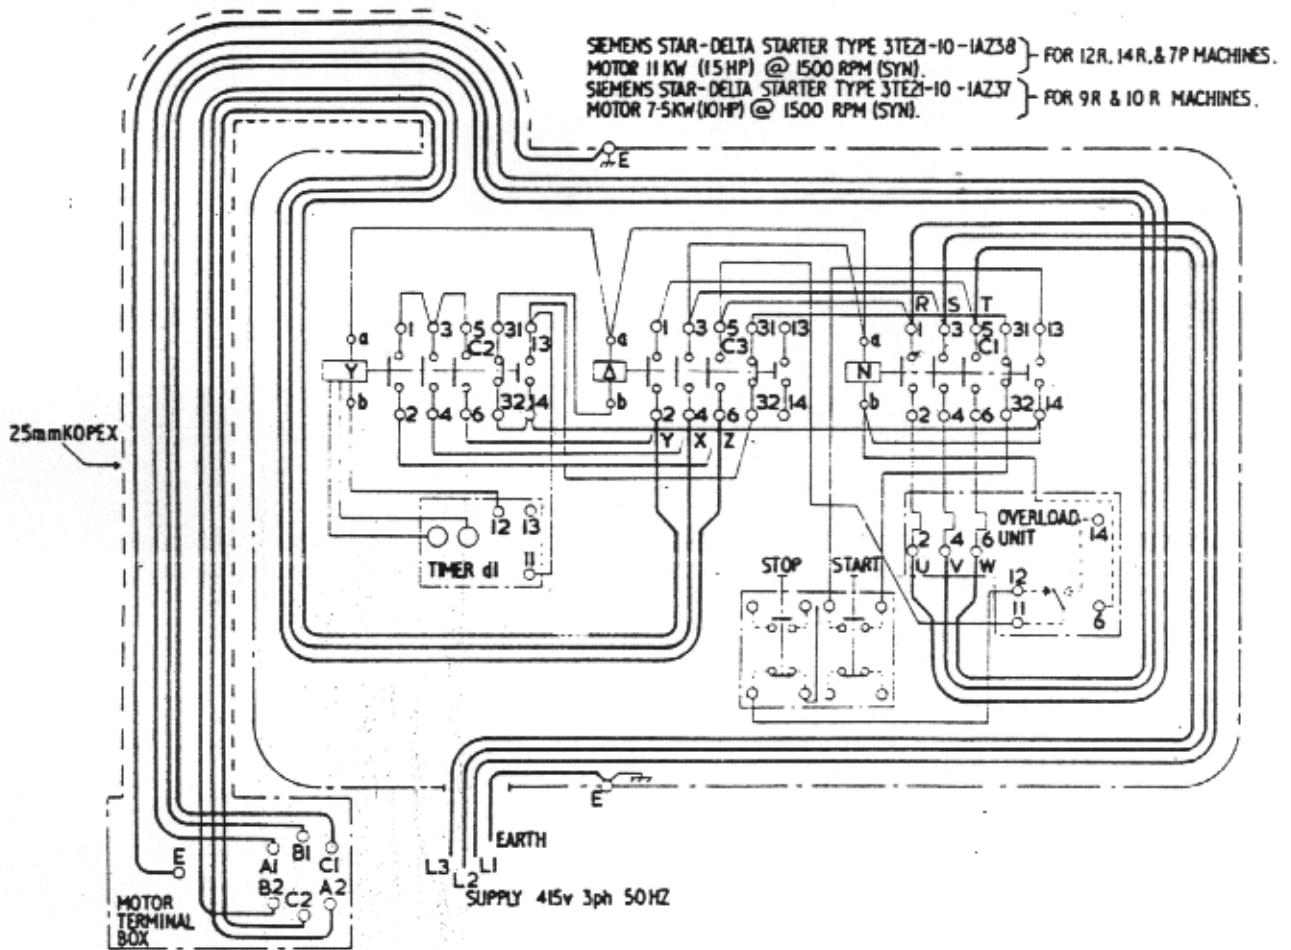 SIEMENS STAR-DELTA STARTER TYPE 3TE21-10-1AZ38
MOTOR 11 KW (15 HP) @ 1500 RPM (SYN).
- FOR 12R, 14R, & 7P MACHINES.
SIEMENS STAR-DELTA STARTER TYPE 3TE21-10-1AZ37
MOTOR 7·5KW (10HP) @ 1500 RPM (SYN).
- FOR 9R & 10R MACHINES.
E
R S T
a 1 3 5 31 13
C2
Y
b 2 4 6 32 14
a 1 3 5 31 13
C3
Δ
b 2 4 6 32 14
Y X Z
a 1 3 5 31 13
C1
N
b 2 4 6 32 14
25mm KOPEX
12 13
11
TIMER d1
STOP START
OVERLOAD
UNIT
14
2 4 6
U V W
12
11
6
E
EARTH
L3 L2 L1
SUPPLY 415v 3ph 50HZ
E
A1 B1 C1
B2 C2 A2
MOTOR
TERMINAL
BOX